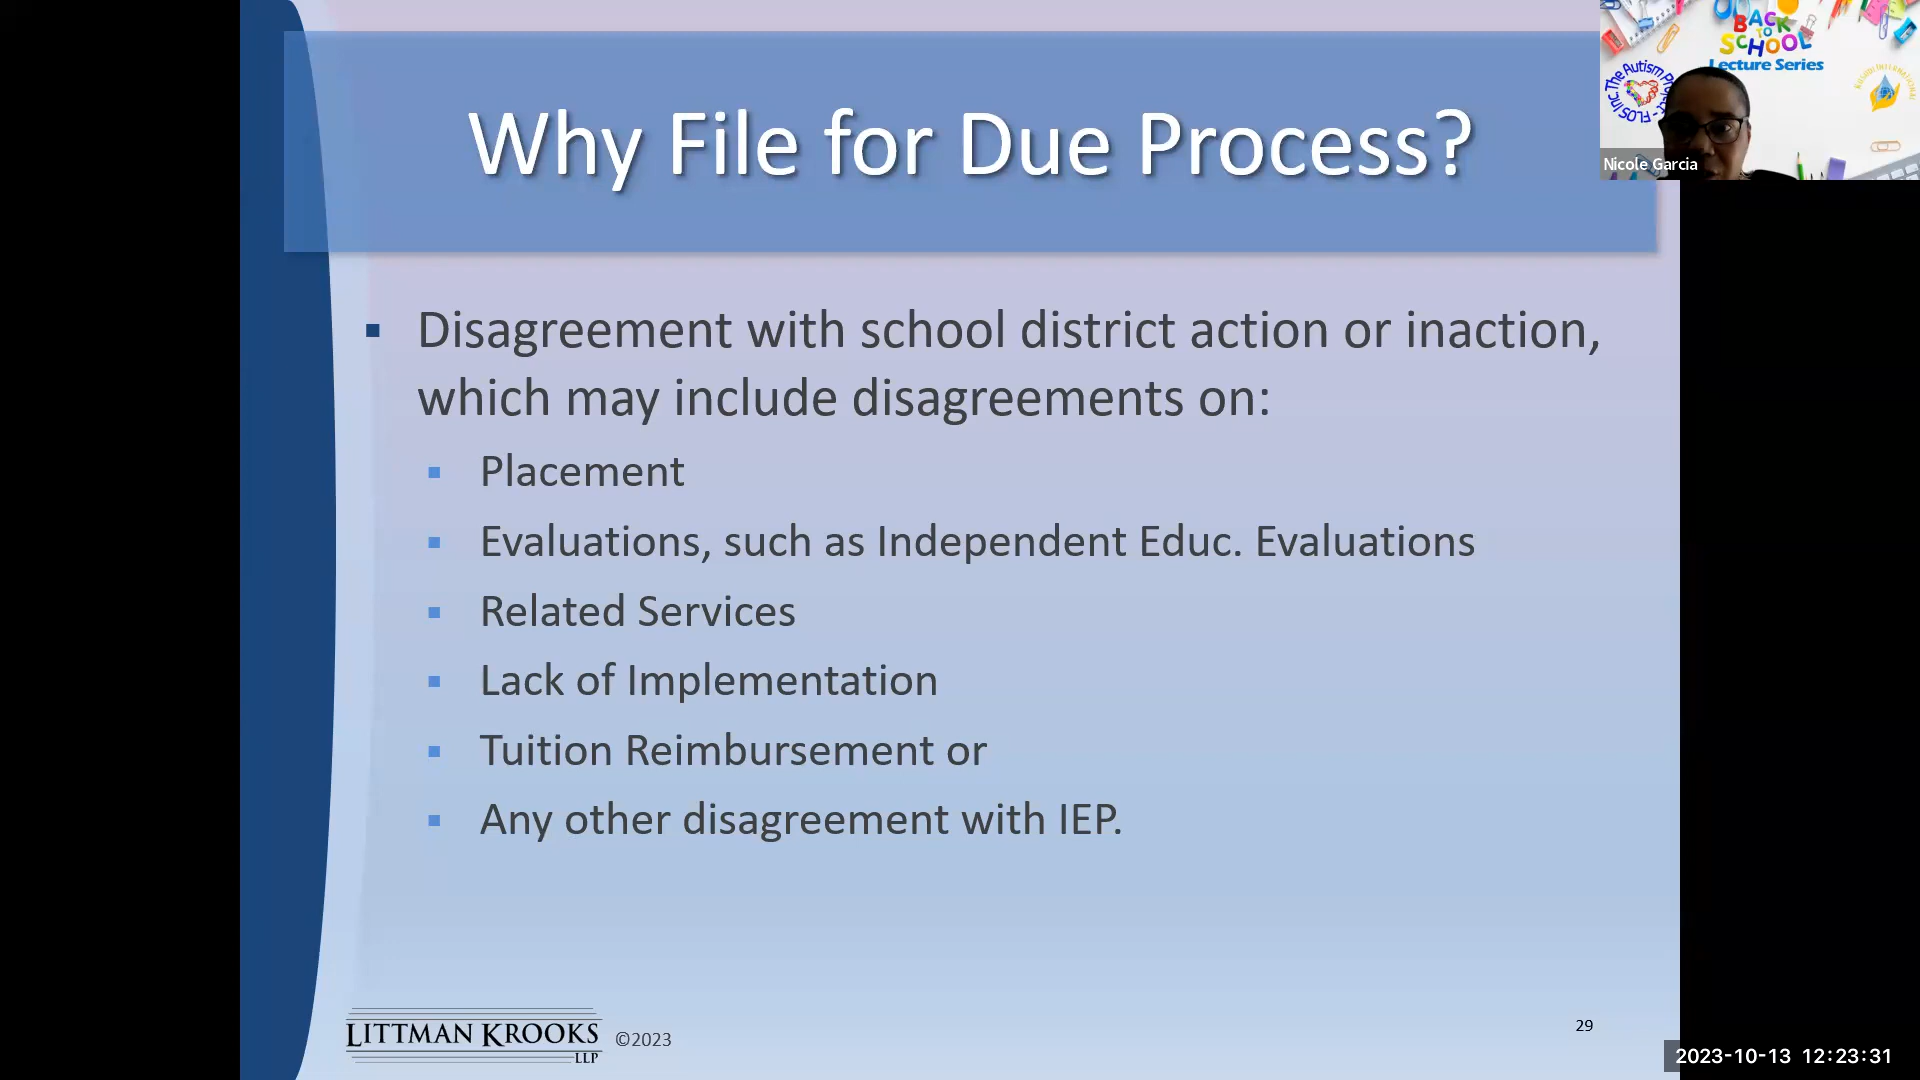 Why File for Due Process?
Disagreement with school district action or inaction,
which may include disagreements on:
Placement
Evaluations, such as Independent Educ. Evaluations
Related Services
Lack of Implementation
Tuition Reimbursement or
Any other disagreement with IEP.
LITTMAN KROOKS
LLP
©2023
29
BACK
TO
SCHOOL
Lecture Series
FLOS Inc. The Autism
Nicole Garcia
2023-10-13 12:23:31